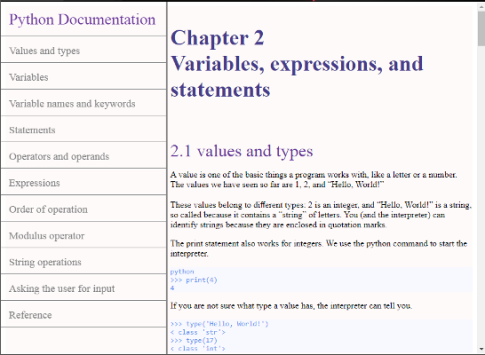 Python Documentation
Values and types
Variables
Variable names and keywords
Statements
Operators and operands
Expressions
Order of operation
Modulus operator
String operations
Asking the user for input
Reference
Chapter 2
Variables, expressions, and
statements
2.1 values and types
A value is one of the basic things a program works with, like a letter or a number.
The values we have seen so far are 1, 2, and “Hello, World!”
These values belong to different types: 2 is an integer, and “Hello, World!” is a string,
so called because it contains a “string” of letters. You (and the interpreter) can
identify strings because they are enclosed in quotation marks.
The print statement also works for integers. We use the python command to start the
interpreter.
python
>>> print(4)
4
If you are not sure what type a value has, the interpreter can tell you.
>>> type('Hello, World!')
< class 'str'>
>>> type(17)
< class 'int'>